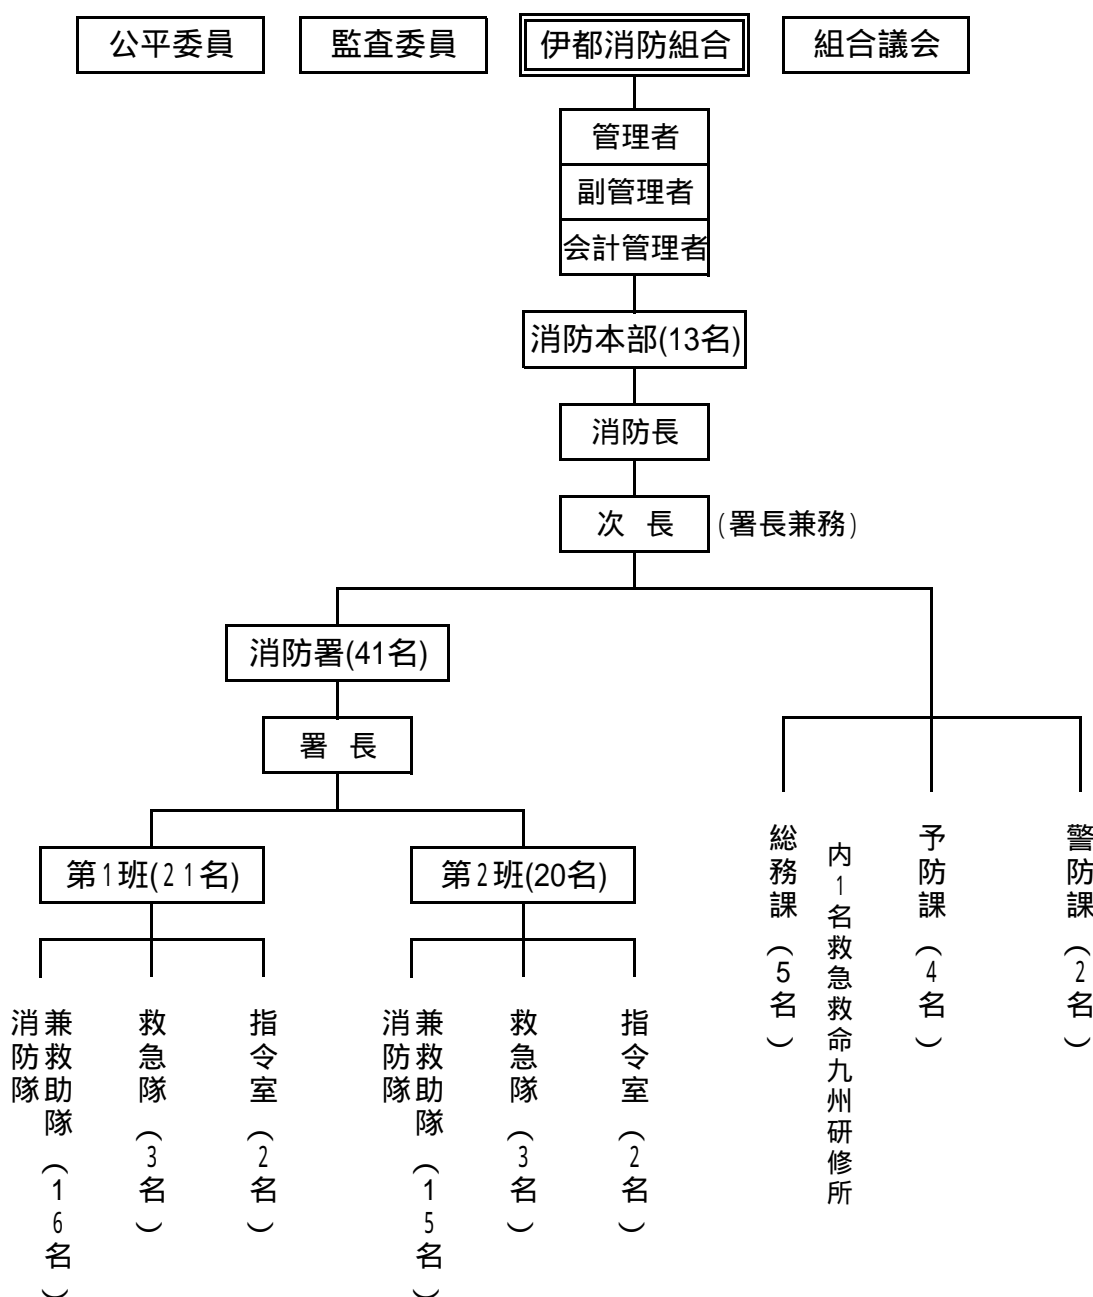 公平委員
監査委員
伊都消防組合
組合議会
管理者
副管理者
会計管理者
消防本部(13名)
消防長
次 長
(署長兼務)
消防署(41名)
署 長
第1班(21名)
第2班(20名)
総務課(5名)
内1名救急救命九州研修所
予防課(4名)
警防課(2名)
消防隊
兼救助隊(16名)
救急隊(3名)
指令室(2名)
消防隊
兼救助隊(15名)
救急隊(3名)
指令室(2名)